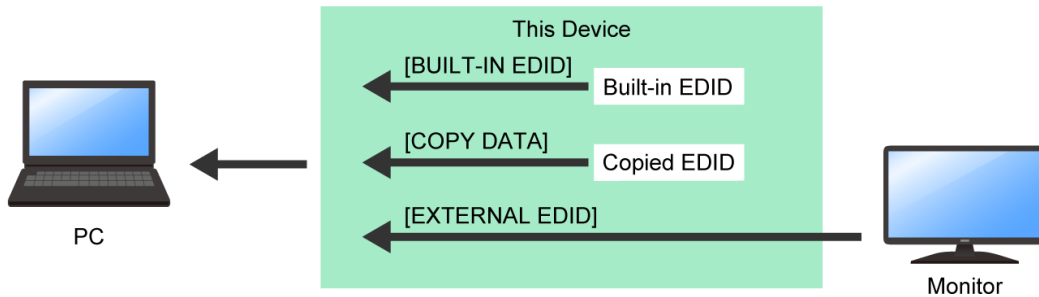 This Device
[BUILT-IN EDID]
Built-in EDID
[COPY DATA]
Copied EDID
[EXTERNAL EDID]
PC
Monitor